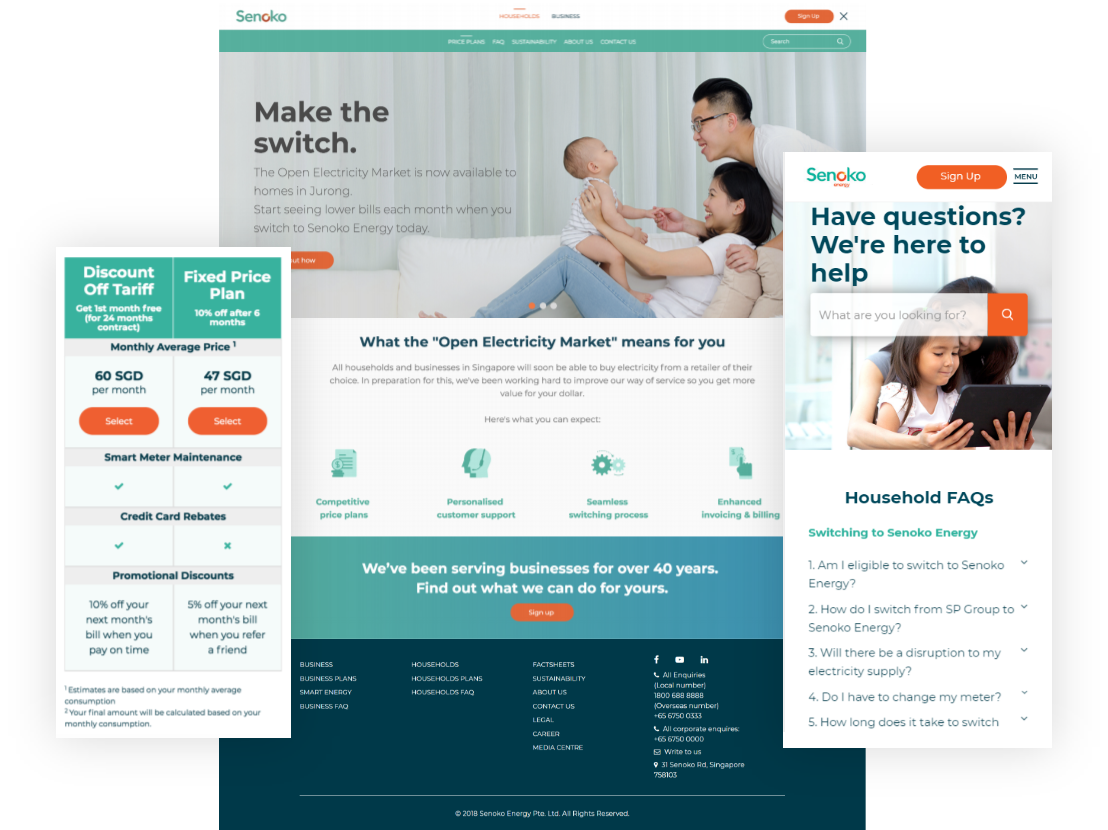 Senoko
HOUSEHOLDS
BUSINESS
Sign Up
PRICE PLANS
FAQ
SUSTAINABILITY
ABOUT US
CONTACT US
Search
Make the
switch.
The Open Electricity Market is now available to
homes in Jurong.
Start seeing lower bills each month when you
switch to Senoko Energy today.
out how
What the "Open Electricity Market" means for you
All households and businesses in Singapore will soon be able to buy electricity from a retailer of their
choice. In preparation for this, we've been working hard to improve our way of service so you get more
value for your dollar.
Here's what you can expect:
Competitive
price plans
Personalised
customer support
Seamless
switching process
Enhanced
invoicing & billing
We've been serving businesses for over 40 years.
Find out what we can do for yours.
Sign up
BUSINESS
BUSINESS PLANS
SMART ENERGY
BUSINESS FAQ
HOUSEHOLDS
HOUSEHOLDS PLANS
HOUSEHOLDS FAQ
FACTSHEETS
SUSTAINABILITY
ABOUT US
CONTACT US
LEGAL
CAREER
MEDIA CENTRE
All Enquiries
(Local number)
1800 688 8888
(Overseas number)
+65 6750 0333
All corporate enquires:
+65 6750 0000
Write to us
31 Senoko Rd, Singapore
758103
© 2018 Senoko Energy Pte. Ltd. All Rights Reserved.
Discount
Off Tariff
Get 1st month free
(for 24 months
contract)
Fixed Price
Plan
10% off after 6
months
Monthly Average Price 1
60 SGD
per month
Select
47 SGD
per month
Select
Smart Meter Maintenance
Credit Card Rebates
Promotional Discounts
10% off your
next month's
bill when you
pay on time
5% off your next
month's bill
when you refer
a friend
1 Estimates are based on your monthly average
consumption
2 Your final amount will be calculated based on your
monthly consumption.
Senoko
energy
Sign Up
MENU
Have questions?
We're here to
help
What are you looking for?
Household FAQs
Switching to Senoko Energy
1. Am I eligible to switch to Senoko
Energy?
2. How do I switch from SP Group to
Senoko Energy?
3. Will there be a disruption to my
electricity supply?
4. Do I have to change my meter?
5. How long does it take to switch